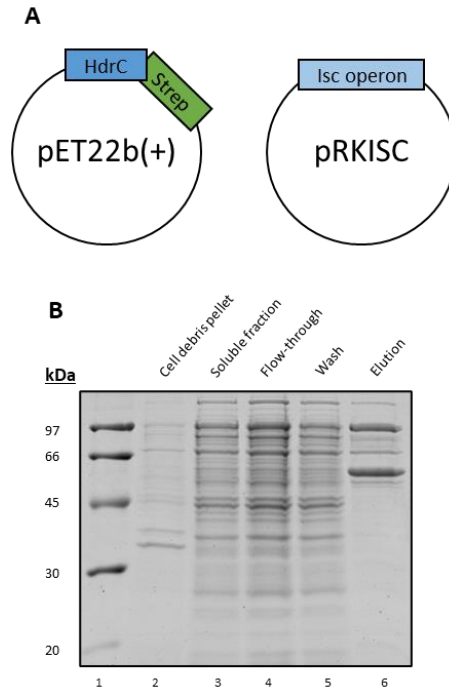 A
HdrC
Strep
pET22b(+)
Isc operon
pRKISC
B
kDa
Cell debris pellet
Soluble fraction
Flow-through
Wash
Elution
97
66
45
30
20
1 2 3 4 5 6